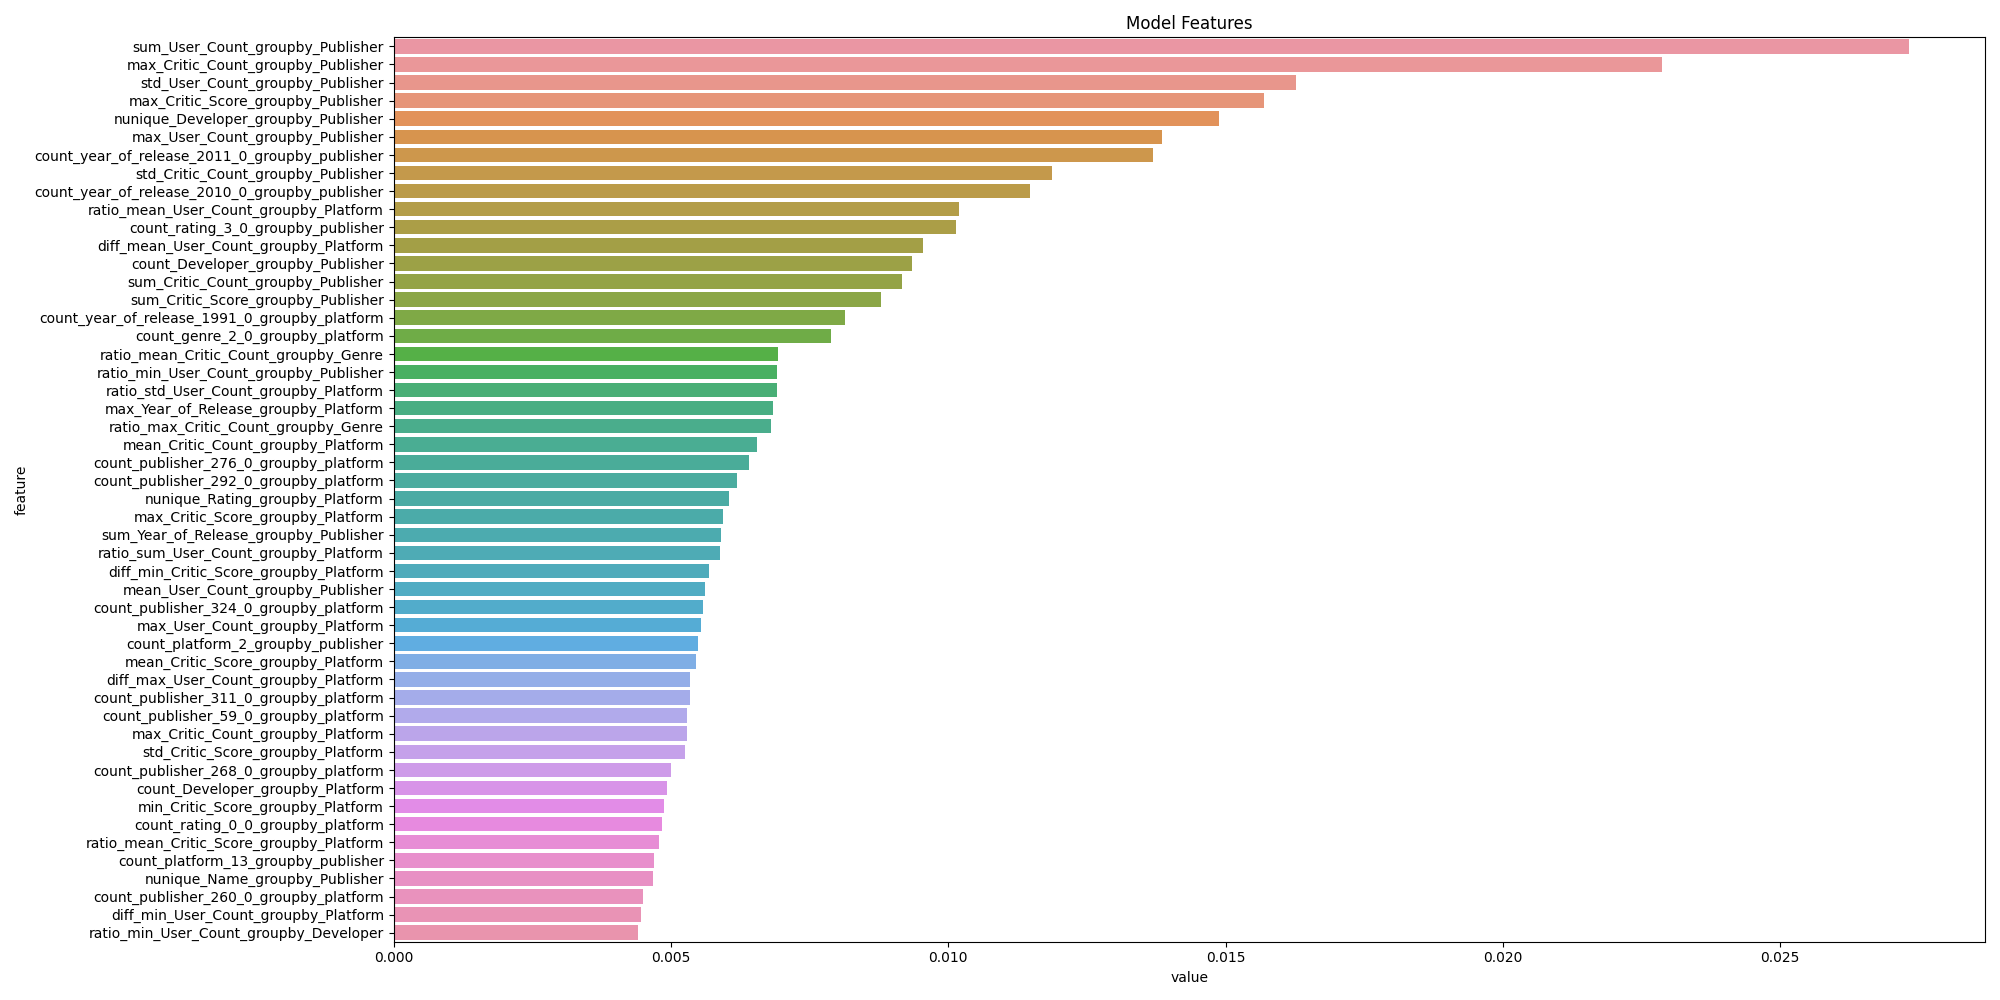 Model Features
sum_User_Count_groupby_Publisher
max_Critic_Count_groupby_Publisher
std_User_Count_groupby_Publisher
max_Critic_Score_groupby_Publisher
nunique_Developer_groupby_Publisher
max_User_Count_groupby_Publisher
count_year_of_release_2011_0_groupby_publisher
std_Critic_Count_groupby_Publisher
count_year_of_release_2010_0_groupby_publisher
ratio_mean_User_Count_groupby_Platform
count_rating_3_0_groupby_publisher
diff_mean_User_Count_groupby_Platform
count_Developer_groupby_Publisher
sum_Critic_Count_groupby_Publisher
sum_Critic_Score_groupby_Publisher
count_year_of_release_1991_0_groupby_platform
count_genre_2_0_groupby_platform
ratio_mean_Critic_Count_groupby_Genre
ratio_min_User_Count_groupby_Publisher
ratio_std_User_Count_groupby_Platform
max_Year_of_Release_groupby_Platform
ratio_max_Critic_Count_groupby_Genre
mean_Critic_Count_groupby_Platform
count_publisher_276_0_groupby_platform
count_publisher_292_0_groupby_platform
nunique_Rating_groupby_Platform
max_Critic_Score_groupby_Platform
sum_Year_of_Release_groupby_Publisher
ratio_sum_User_Count_groupby_Platform
diff_min_Critic_Score_groupby_Platform
mean_User_Count_groupby_Publisher
count_publisher_324_0_groupby_platform
max_User_Count_groupby_Platform
count_platform_2_groupby_publisher
mean_Critic_Score_groupby_Platform
diff_max_User_Count_groupby_Platform
count_publisher_311_0_groupby_platform
count_publisher_59_0_groupby_platform
max_Critic_Count_groupby_Platform
std_Critic_Score_groupby_Platform
count_publisher_268_0_groupby_platform
count_Developer_groupby_Platform
min_Critic_Score_groupby_Platform
count_rating_0_0_groupby_platform
ratio_mean_Critic_Score_groupby_Platform
count_platform_13_groupby_publisher
nunique_Name_groupby_Publisher
count_publisher_260_0_groupby_platform
diff_min_User_Count_groupby_Platform
ratio_min_User_Count_groupby_Developer
feature
0.000 0.005 0.010 0.015 0.020 0.025
value